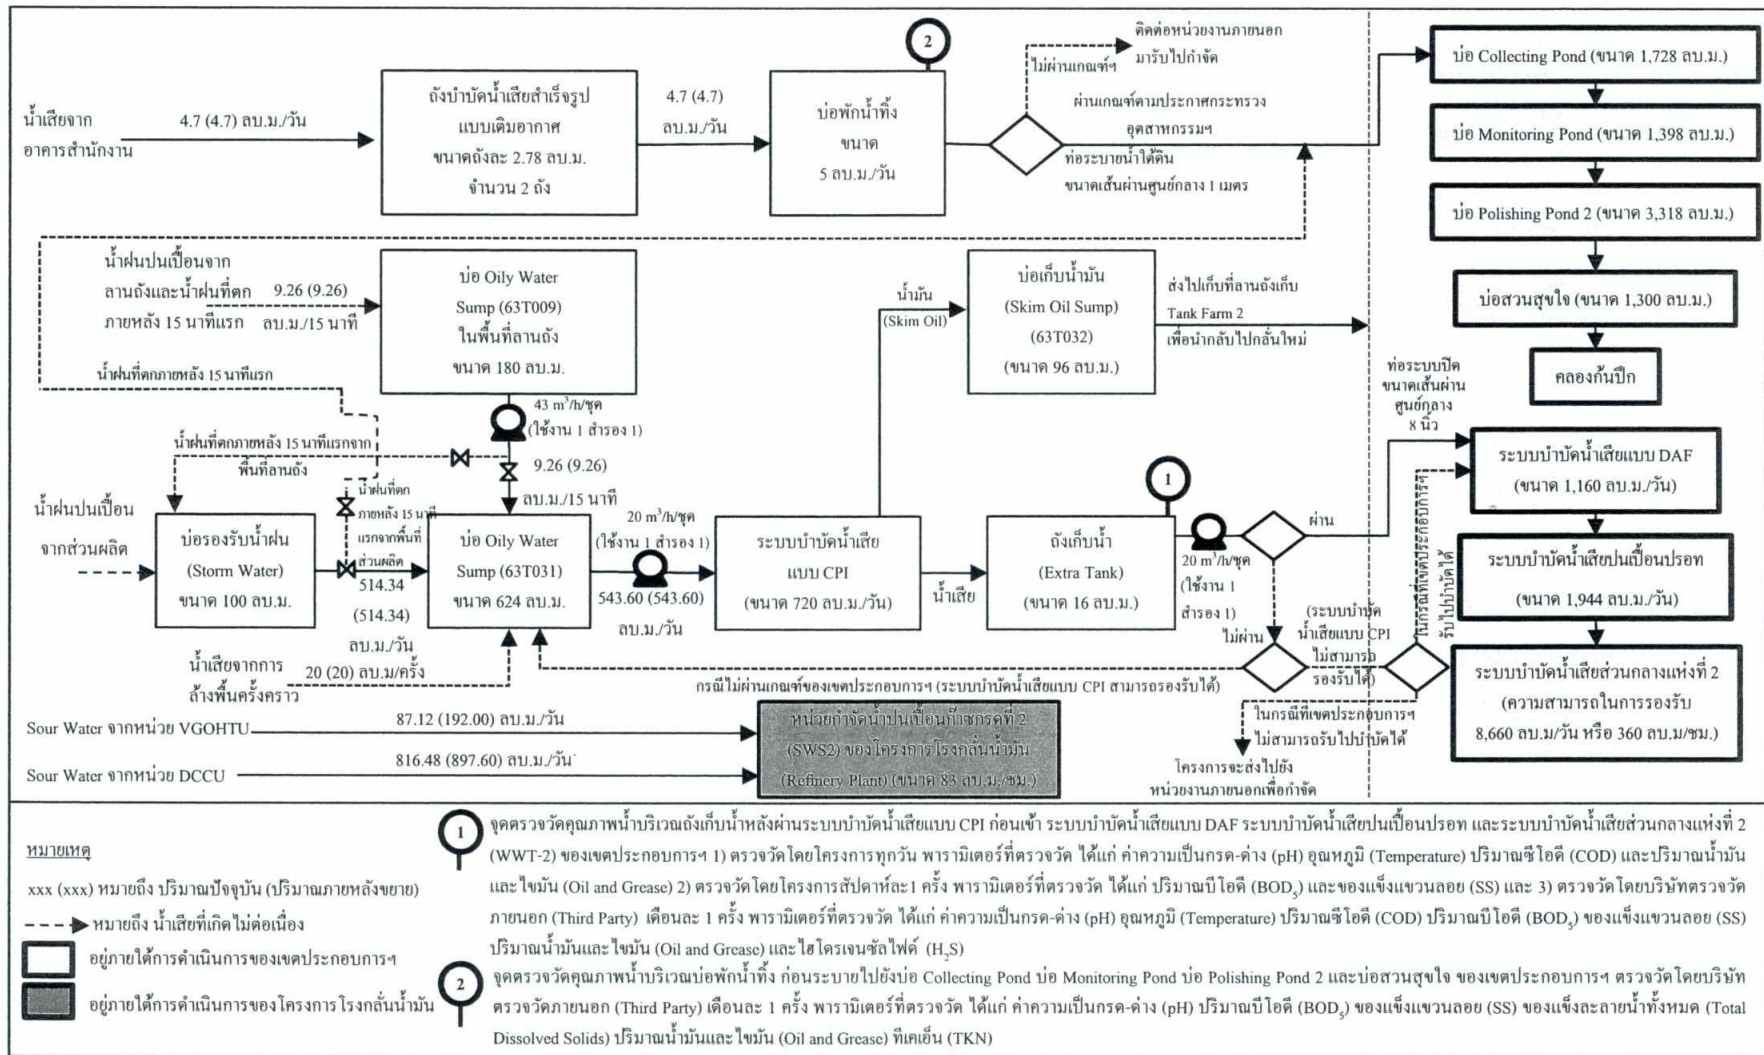 น้ำเสียจาก
อาคารสำนักงาน
4.7 (4.7) ลบ.ม./วัน
ถังบำบัดน้ำเสียสำเร็จรูป
แบบเติมอากาศ
ขนาดถังละ 2.78 ลบ.ม.
จำนวน 2 ถัง
4.7 (4.7)
ลบ.ม./วัน
2
บ่อพักน้ำทิ้ง
ขนาด
5 ลบ.ม./วัน
ไม่ผ่านเกณฑ์ฯ
ติดต่อหน่วยงานภายนอก
มารับไปกำจัด
ผ่านเกณฑ์ตามประกาศกระทรวง
อุตสาหกรรมฯ
ท่อระบายน้ำใต้ดิน
ขนาดเส้นผ่านศูนย์กลาง 1 เมตร
บ่อ Collecting Pond (ขนาด 1,728 ลบ.ม.)
บ่อ Monitoring Pond (ขนาด 1,398 ลบ.ม.)
บ่อ Polishing Pond 2 (ขนาด 3,318 ลบ.ม.)
บ่อสวนสุขใจ (ขนาด 1,300 ลบ.ม.)
คลองก้นปึก
น้ำฝนปนเปื้อนจาก
ลานถังและน้ำฝนที่ตก
ภายหลัง 15 นาทีแรก
9.26 (9.26)
ลบ.ม./15 นาที
บ่อ Oily Water
Sump (63T009)
ในพื้นที่ลานถัง
ขนาด 180 ลบ.ม.
น้ำมัน
(Skim Oil)
บ่อเก็บน้ำมัน
(Skim Oil Sump)
(63T032)
(ขนาด 96 ลบ.ม.)
ส่งไปเก็บที่ลานถังเก็บ
Tank Farm 2
เพื่อนำกลับไปกลั่นใหม่
น้ำฝนที่ตกภายหลัง 15 นาทีแรก
43 m³/h/ชุด
(ใช้งาน 1 สำรอง 1)
น้ำฝนที่ตกภายหลัง 15 นาทีแรกจาก
พื้นที่ลานถัง
9.26 (9.26)
ลบ.ม./15 นาที
ท่อระบบปิด
ขนาดเส้นผ่าน
ศูนย์กลาง
8 นิ้ว
น้ำฝนปนเปื้อน
จากส่วนผลิต
บ่อรองรับน้ำฝน
(Storm Water)
ขนาด 100 ลบ.ม.
น้ำฝนที่ตก
ภายหลัง 15 นาที
แรกจากพื้นที่
ส่วนผลิต
514.34
(514.34)
ลบ.ม./วัน
บ่อ Oily Water
Sump (63T031)
ขนาด 624 ลบ.ม.
20 m³/h/ชุด
(ใช้งาน 1 สำรอง 1)
543.60 (543.60)
ลบ.ม./วัน
ระบบบำบัดน้ำเสีย
แบบ CPI
(ขนาด 720 ลบ.ม./วัน)
น้ำเสีย
1
ถังเก็บน้ำ
(Extra Tank)
(ขนาด 16 ลบ.ม.)
20 m³/h/ชุด
(ใช้งาน 1
สำรอง 1)
ผ่าน
ไม่ผ่าน
(ระบบบำบัด
น้ำเสียแบบ CPI
ไม่สามารถ
รองรับได้)
ในกรณีที่เขตประกอบการฯ
รับไปบำบัดได้
ระบบบำบัดน้ำเสียแบบ DAF
(ขนาด 1,160 ลบ.ม./วัน)
ระบบบำบัดน้ำเสียปนเปื้อนปรอท
(ขนาด 1,944 ลบ.ม./วัน)
ระบบบำบัดน้ำเสียส่วนกลางแห่งที่ 2
(ความสามารถในการรองรับ
8,660 ลบ.ม/วัน หรือ 360 ลบ.ม/ชม.)
น้ำเสียจากการ
ล้างพื้นครั้งคราว
20 (20) ลบ.ม/ครั้ง
กรณีไม่ผ่านเกณฑ์ของเขตประกอบการฯ (ระบบบำบัดน้ำเสียแบบ CPI สามารถรองรับได้)
ในกรณีที่เขตประกอบการฯ
ไม่สามารถรับไปบำบัดได้
โครงการจะส่งไปยัง
หน่วยงานภายนอกเพื่อกำจัด
Sour Water จากหน่วย VGOHTU
87.12 (192.00) ลบ.ม./วัน
Sour Water จากหน่วย DCCU
816.48 (897.60) ลบ.ม./วัน
หน่วยกำจัดน้ำปนเปื้อนก๊าซกรดที่ 2
(SWS2) ของโครงการโรงกลั่นน้ำมัน
(Refinery Plant) (ขนาด 83 ลบ.ม./ชม.)
หมายเหตุ
xxx (xxx) หมายถึง ปริมาณปัจจุบัน (ปริมาณภายหลังขยาย)
หมายถึง น้ำเสียที่เกิดไม่ต่อเนื่อง
อยู่ภายใต้การดำเนินการของเขตประกอบการฯ
อยู่ภายใต้การดำเนินการของโครงการโรงกลั่นน้ำมัน
1
จุดตรวจวัดคุณภาพน้ำบริเวณถังเก็บน้ำหลังผ่านระบบบำบัดน้ำเสียแบบ CPI ก่อนเข้า ระบบบำบัดน้ำเสียแบบ DAF ระบบบำบัดน้ำเสียปนเปื้อนปรอท และระบบบำบัดน้ำเสียส่วนกลางแห่งที่ 2
(WWT-2) ของเขตประกอบการฯ 1) ตรวจวัดโดยโครงการทุกวัน พารามิเตอร์ที่ตรวจวัด ได้แก่ ค่าความเป็นกรด-ด่าง (pH) อุณหภูมิ (Temperature) ปริมาณซีโอดี (COD) และปริมาณน้ำมัน
และไขมัน (Oil and Grease) 2) ตรวจวัดโดยโครงการสัปดาห์ละ1 ครั้ง พารามิเตอร์ที่ตรวจวัด ได้แก่ ปริมาณบีโอดี (BOD₅) และของแข็งแขวนลอย (SS) และ 3) ตรวจวัดโดยบริษัทตรวจวัด
ภายนอก (Third Party) เดือนละ 1 ครั้ง พารามิเตอร์ที่ตรวจวัด ได้แก่ ค่าความเป็นกรด-ด่าง (pH) อุณหภูมิ (Temperature) ปริมาณซีโอดี (COD) ปริมาณบีโอดี (BOD₅) ของแข็งแขวนลอย (SS)
ปริมาณน้ำมันและไขมัน (Oil and Grease) และไฮโดรเจนซัลไฟด์ (H₂S)
2
จุดตรวจวัดคุณภาพน้ำบริเวณบ่อพักน้ำทิ้ง ก่อนระบายไปยังบ่อ Collecting Pond บ่อ Monitoring Pond บ่อ Polishing Pond 2 และบ่อสวนสุขใจ ของเขตประกอบการฯ ตรวจวัดโดยบริษัท
ตรวจวัดภายนอก (Third Party) เดือนละ 1 ครั้ง พารามิเตอร์ที่ตรวจวัด ได้แก่ ค่าความเป็นกรด-ด่าง (pH) ปริมาณบีโอดี (BOD₅) ของแข็งแขวนลอย (SS) ของแข็งละลายน้ำทั้งหมด (Total
Dissolved Solids) ปริมาณน้ำมันและไขมัน (Oil and Grease) ทีเคเอ็น (TKN)